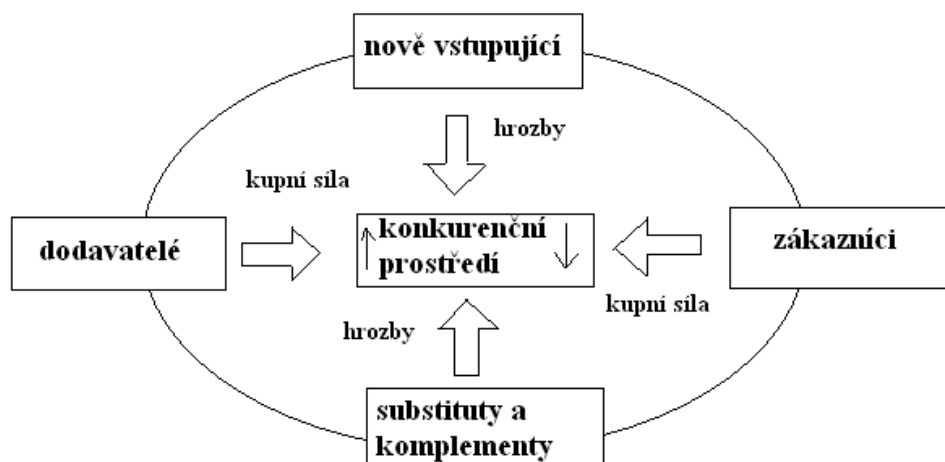 nově vstupující
hrozby
kupní síla
dodavatelé
konkurenční
prostředí
zákazníci
kupní síla
hrozby
substituty a
komplementy